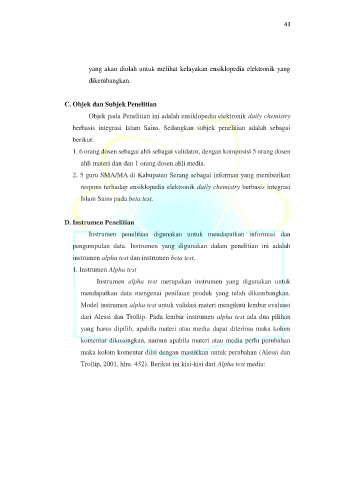 43
yang akan diolah untuk melihat kelayakan ensiklopedia elektronik yang
dikembangkan.
C. Objek dan Subjek Penelitian
Objek pada Penelitian ini adalah ensiklopedia elektronik daily chemistry
berbasis integrasi Islam Sains. Sedangkan subjek penelitian adalah sebagai
berikut:
1. 6 orang dosen sebagai ahli sebagai validator, dengan komposisi 5 orang dosen
ahli materi dan dan 1 orang dosen ahli media.
2. 5 guru SMA/MA di Kabupaten Serang sebagai informan yang memberikan
respons terhadap ensiklopedia elektronik daily chemistry berbasis integrasi
Islam Sains pada beta test.
D. Instrumen Penelitian
Instrumen penelitian digunakan untuk mendapatkan informasi dan
pengumpulan data. Instrumen yang digunakan dalam penelitian ini adalah
instrumen alpha test dan instrumen beta test.
1. Instrumen Alpha test
Instrumen alpha test merupakan instrumen yang digunakan untuk
mendapatkan data mengenai penilaian produk yang telah dikembangkan.
Model instrumen alpha test untuk validasi materi mengikuti lembar evaluasi
dari Alessi dan Trollip. Pada lembar instrumen alpha test ada dua pilihan
yang harus dipilih, apabila materi atau media dapat diterima maka kolom
komentar dikosongkan, namun apabila materi atau media perlu perubahan
maka kolom komentar diisi dengan masukkan untuk perubahan (Alessi dan
Trollip, 2001, hlm. 432). Berikut ini kisi-kisi dari Alpha test media: